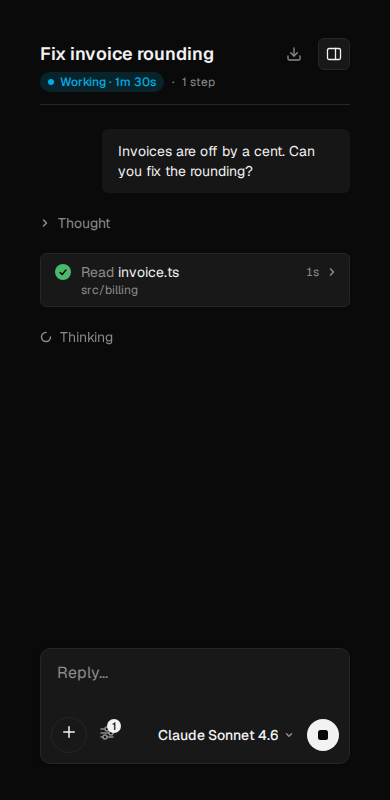 Fix invoice rounding
Working · 1m 30s · 1 step
Invoices are off by a cent. Can
you fix the rounding?
Thought
Read invoice.ts 1s
src/billing
Thinking
Reply...
1
Claude Sonnet 4.6